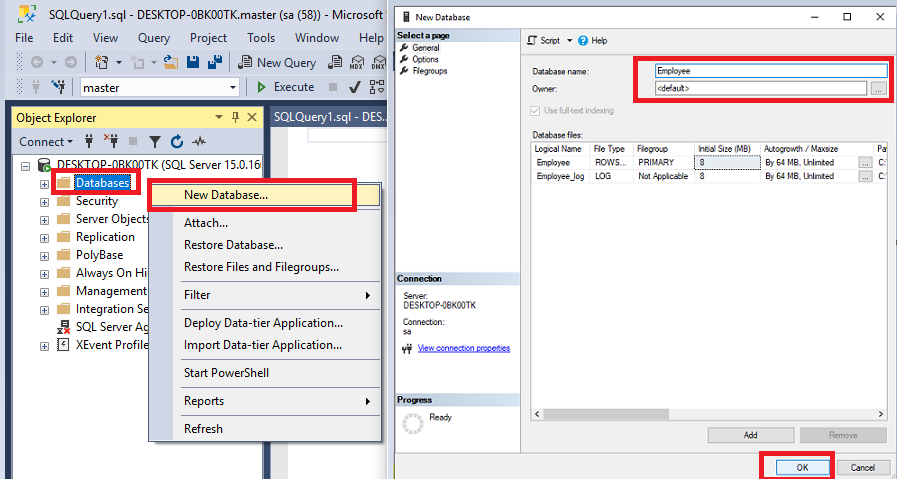 SQLQuery1.sql - DESKTOP-0BK00TK.master (sa (58)) - Microsoft
File Edit View Query Project Tools Window Help
New Query
master
Execute
Object Explorer
Connect
DESKTOP-0BK00TK (SQL Server 15.0.16
Databases
Security
Server Objects
Replication
PolyBase
Always On Hi
Management
Integration Se
SQL Server Ag
XEvent Profile
SQLQuery1.sql - DES
New Database...
Attach...
Restore Database...
Restore Files and Filegroups...
Filter
Deploy Data-tier Application...
Import Data-tier Application...
Start PowerShell
Reports
Refresh
New Database
Select a page
General
Options
Filegroups
Script Help
Database name: Employee
Owner: <default> ...
Use full-text indexing
Database files:
Logical Name File Type Filegroup Initial Size (MB) Autogrowth / Maxsize Pat
Employee ROWS... PRIMARY 8 By 64 MB, Unlimited ... C:\
Employee_log LOG Not Applicable 8 By 64 MB, Unlimited ... C:\
Connection
Server:
DESKTOP-0BK00TK
Connection:
sa
View connection properties
Progress
Ready
Add Remove
OK Cancel